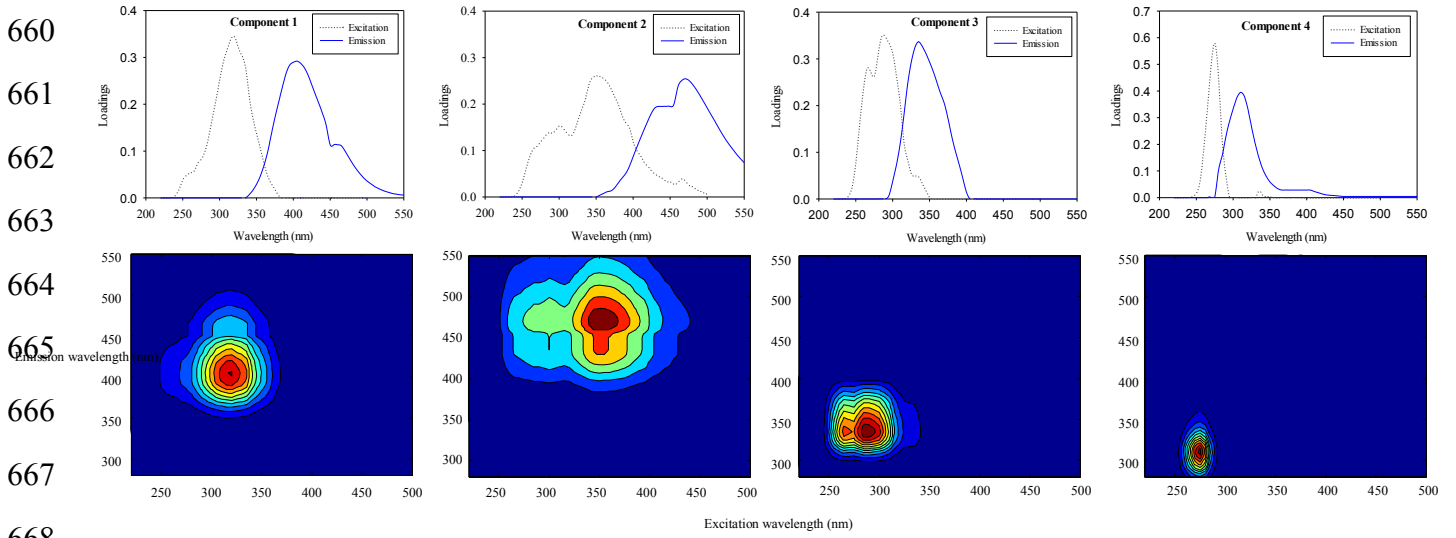 660
661
662
663
664
665
666
667
668
Component 1
Excitation
Emission
Loadings
0.4
0.3
0.2
0.1
0.0
200 250 300 350 400 450 500 550
Wavelength (nm)
Component 2
Excitation
Emission
Loadings
0.4
0.3
0.2
0.1
0.0
200 250 300 350 400 450 500 550
Wavelength (nm)
Component 3
Excitation
Emission
Loadings
0.4
0.3
0.2
0.1
0.0
200 250 300 350 400 450 500 550
Wavelength (nm)
Component 4
Excitation
Emission
Loadings
0.7
0.6
0.5
0.4
0.3
0.2
0.1
0.0
200 250 300 350 400 450 500 550
Wavelength (nm)
Emission wavelength (nm)
550
500
450
400
350
300
250 300 350 400 450 500
550
500
450
400
350
300
250 300 350 400 450 500
550
500
450
400
350
300
250 300 350 400 450 500
550
500
450
400
350
300
250 300 350 400 450 500
Excitation wavelength (nm)